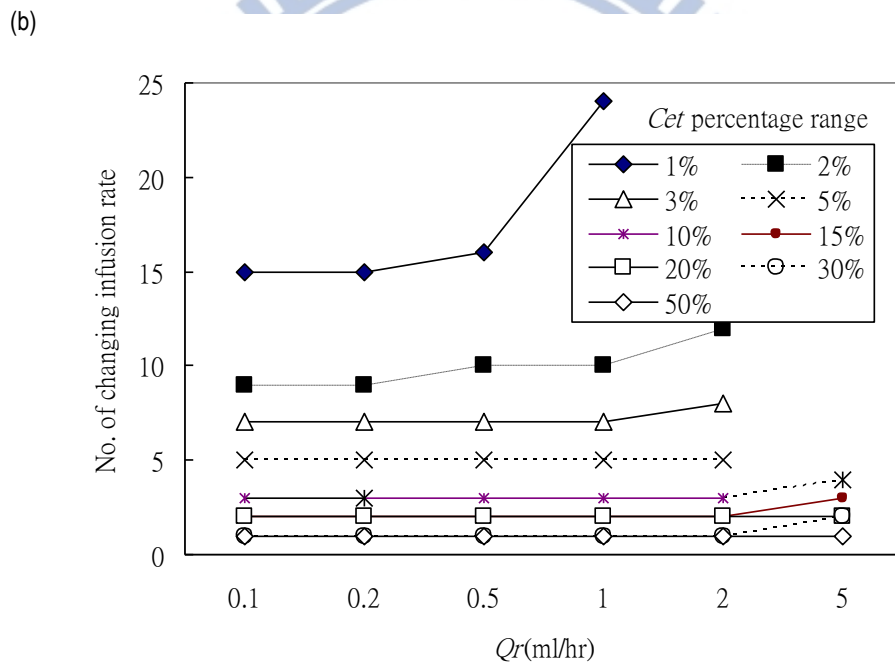 (b)
25
20
15
10
5
0
No. of changing infusion rate
Cet percentage range
1% 2%
3% 5%
10% 15%
20% 30%
50%
0.1 0.2 0.5 1 2 5
Qr(ml/hr)